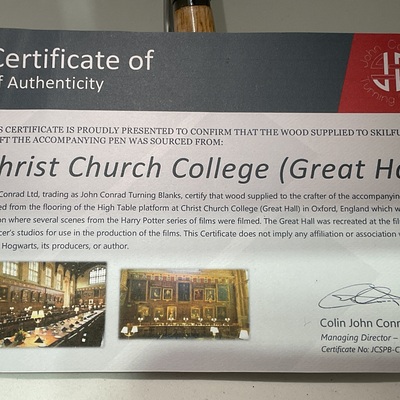 Certificate of
f Authenticity
John Co
Turning
S CERTIFICATE IS PROUDLY PRESENTED TO CONFIRM THAT THE WOOD SUPPLIED TO SKILFU
FT THE ACCOMPANYING PEN WAS SOURCED FROM:
hrist Church College (Great Ha
Conrad Ltd, trading as John Conrad Turning Blanks, certify that wood supplied to the crafter of the accompanying
ed from the flooring of the High Table platform at Christ Church College (Great Hall) in Oxford, England which w
on where several scenes from the Harry Potter series of films were filmed. The Great Hall was recreated at the fil
cer's studios for use in the production of the films. This Certificate does not imply any affiliation or association w
Hogwarts, its producers, or author.
Colin John Conr
Managing Director –
Certificate No: JCSPB-C